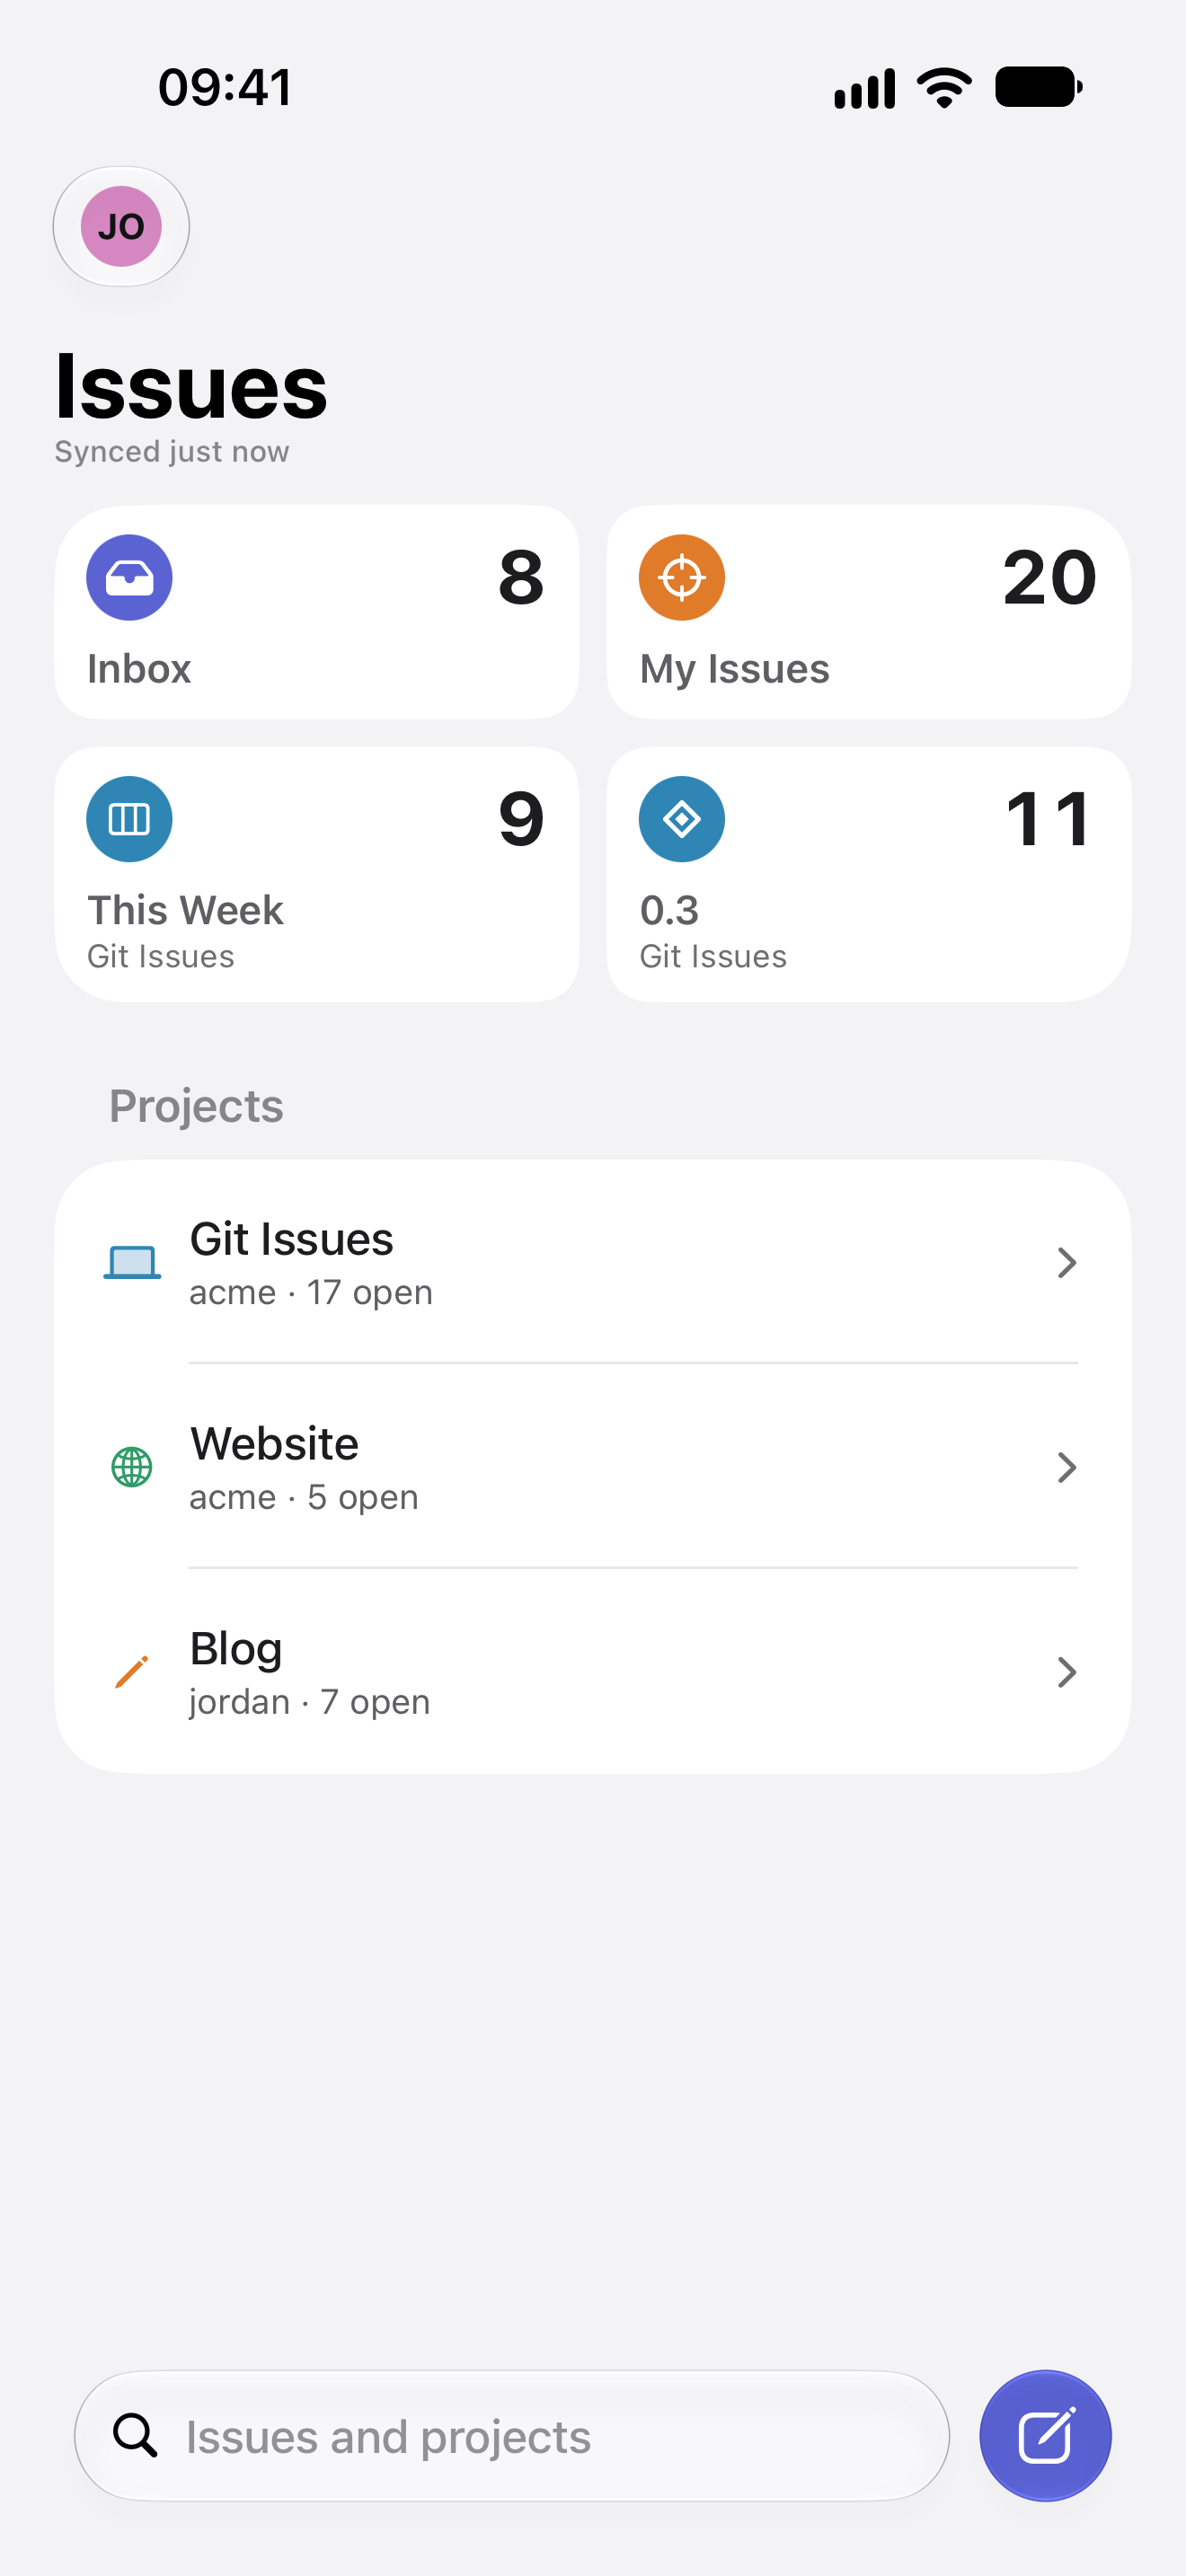 09:41
JO
Issues
Synced just now
8
Inbox
20
My Issues
9
This Week
Git Issues
11
0.3
Git Issues
Projects
Git Issues
acme · 17 open
Website
acme · 5 open
Blog
jordan · 7 open
Issues and projects